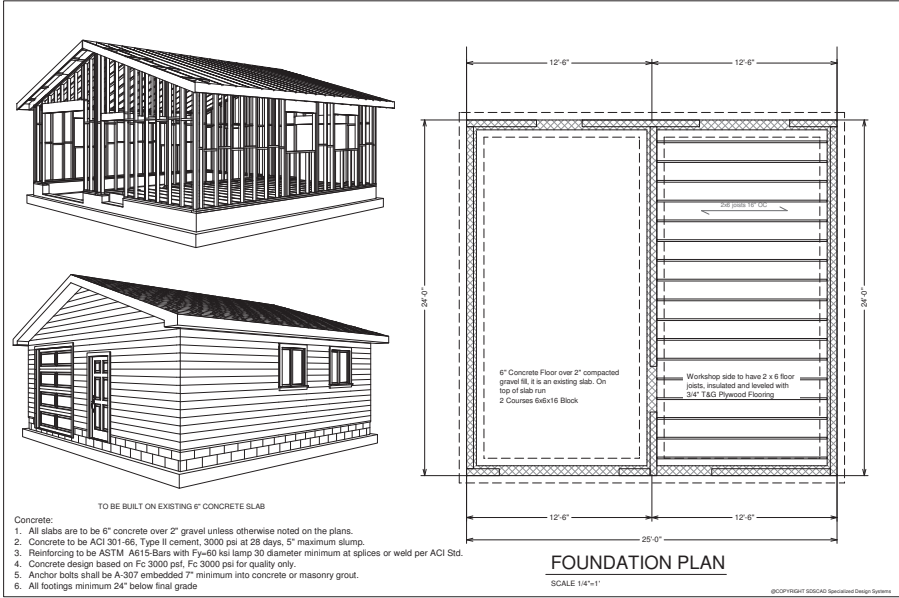 12'-6"
12'-6"
24'-0"
24'-0"
2x6 joists 16" OC
6" Concrete Floor over 2" compacted
gravel fill, it is an existing slab. On
top of slab run
2 Courses 6x6x16 Block
Workshop side to have 2 x 6 floor
joists, insulated and leveled with
3/4" T&G Plywood Flooring
12'-6"
12'-6"
25'-0"
TO BE BUILT ON EXISTING 6" CONCRETE SLAB
Concrete:
1. All slabs are to be 6" concrete over 2" gravel unless otherwise noted on the plans.
2. Concrete to be ACI 301-66, Type II cement, 3000 psi at 28 days, 5" maximum slump.
3. Reinforcing to be ASTM A615-Bars with Fy=60 ksi lamp 30 diameter minimum at splices or weld per ACI Std.
4. Concrete design based on Fc 3000 psf, Fc 3000 psi for quality only.
5. Anchor bolts shall be A-307 embedded 7" minimum into concrete or masonry grout.
6. All footings minimum 24" below final grade
FOUNDATION PLAN
SCALE 1/4"=1'
@COPYRIGHT SDSCAD Specialized Design Systems